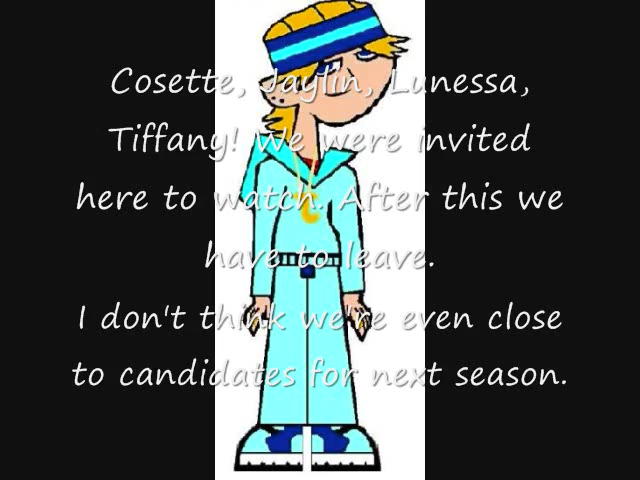 Cosette, Jaylin, Lunessa,
Tiffany! We were invited
here to watch. After this we
have to leave.
I don't think we're even close
to candidates for next season.